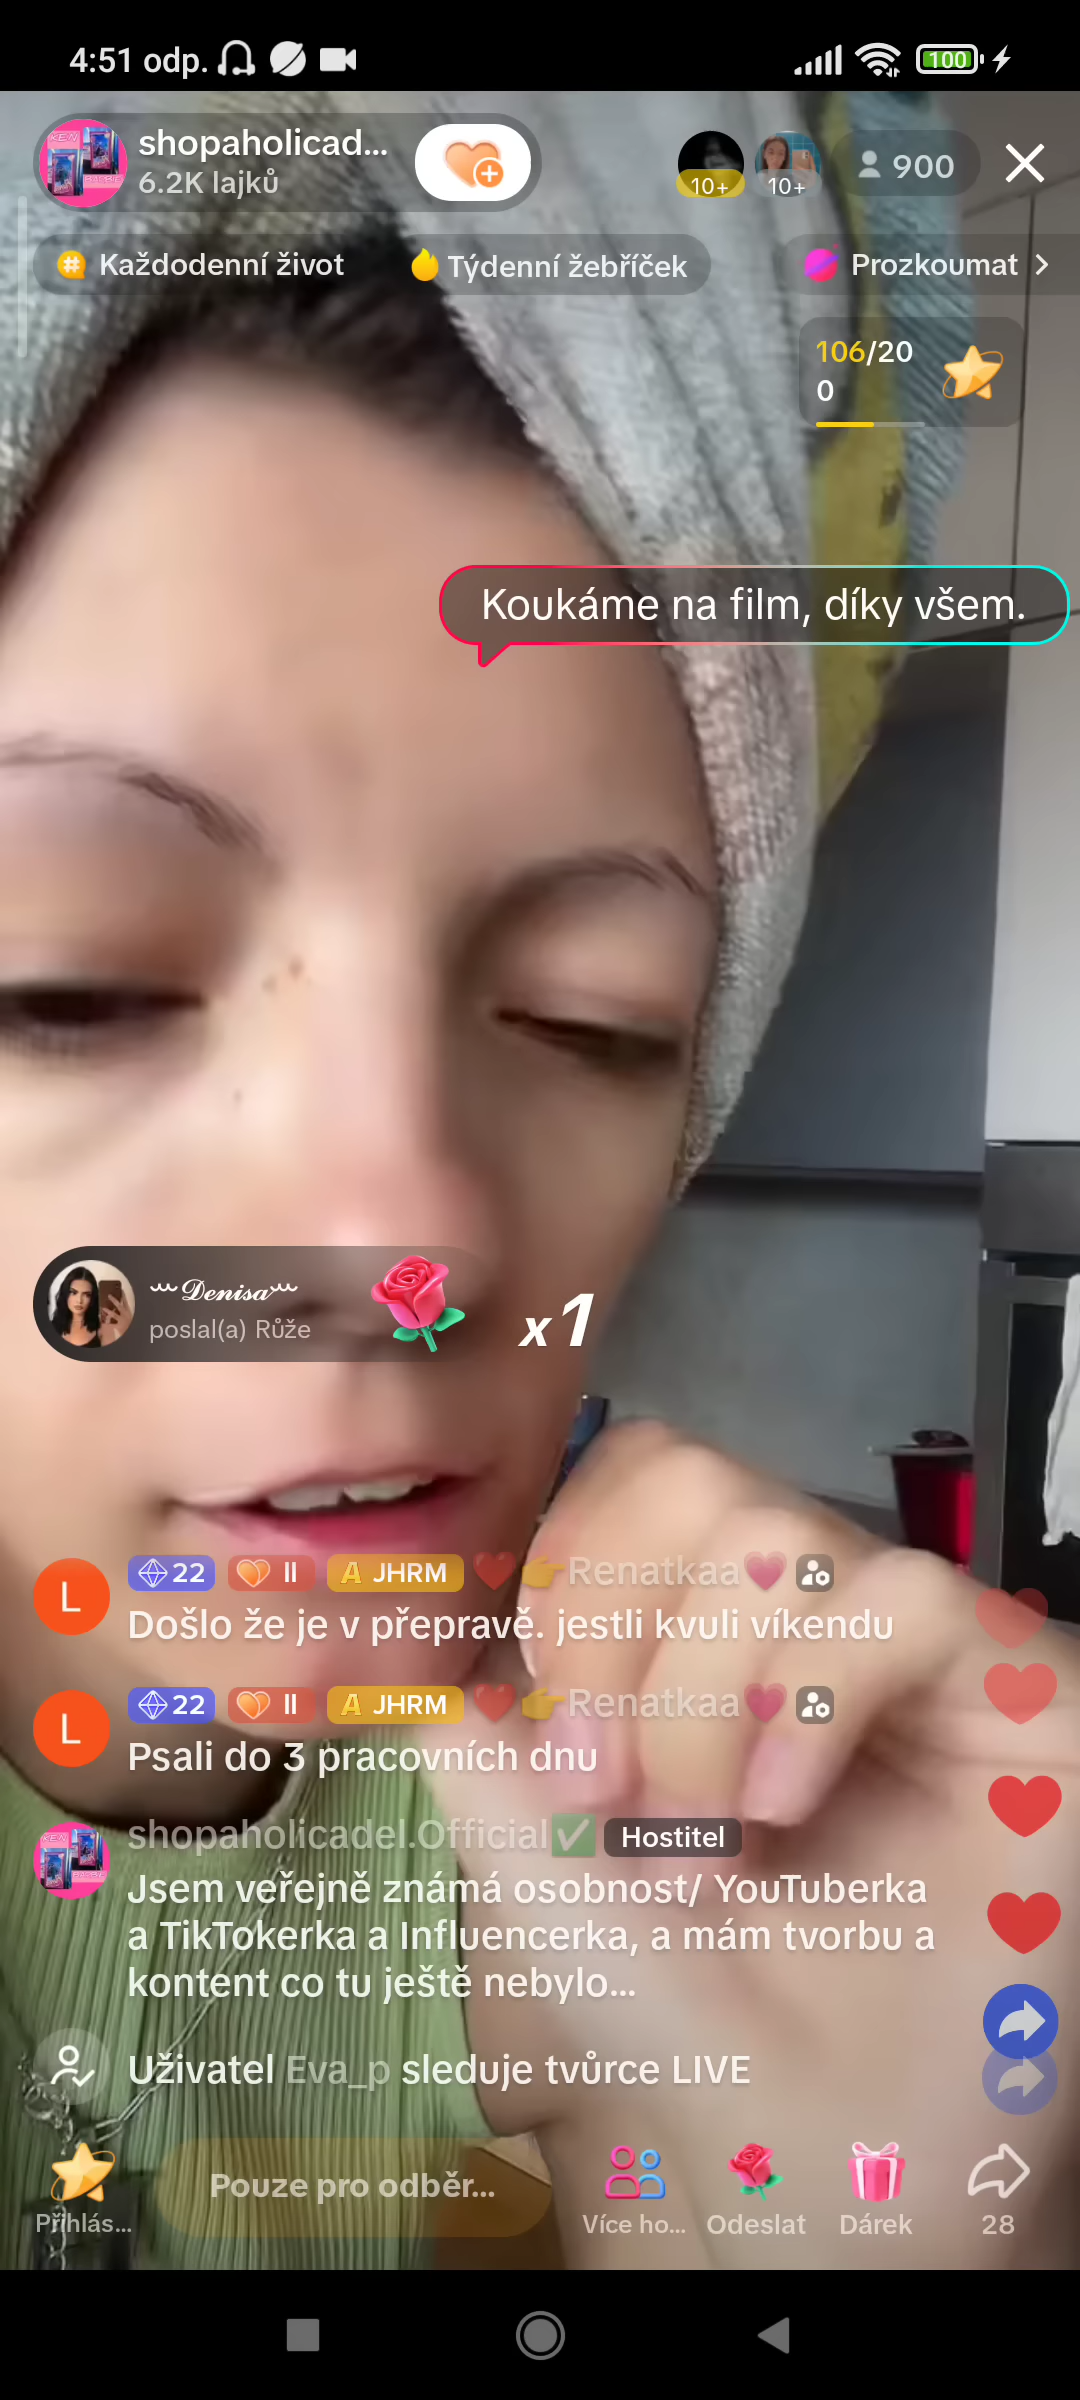 4:51 odp.
100
shopaholicad...
6.2K lajků
10+
10+
900
Každodenní život
Týdenní žebříček
Prozkoumat
106/20
0
Koukáme na film, díky všem.
Denisa
poslal(a) Růže
x1
L
22 II A JHRM Renatkaa
Došlo že je v přepravě. jestli kvuli víkendu
L
22 II A JHRM Renatkaa
Psali do 3 pracovních dnu
shopaholicadel.Official Hostitel
Jsem veřejně známá osobnost/ YouTuberka
a TikTokerka a Influencerka, a mám tvorbu a
kontent co tu ještě nebylo...
Uživatel Eva_p sleduje tvůrce LIVE
Přihlás...
Pouze pro odběr...
Více ho...
Odeslat
Dárek
28